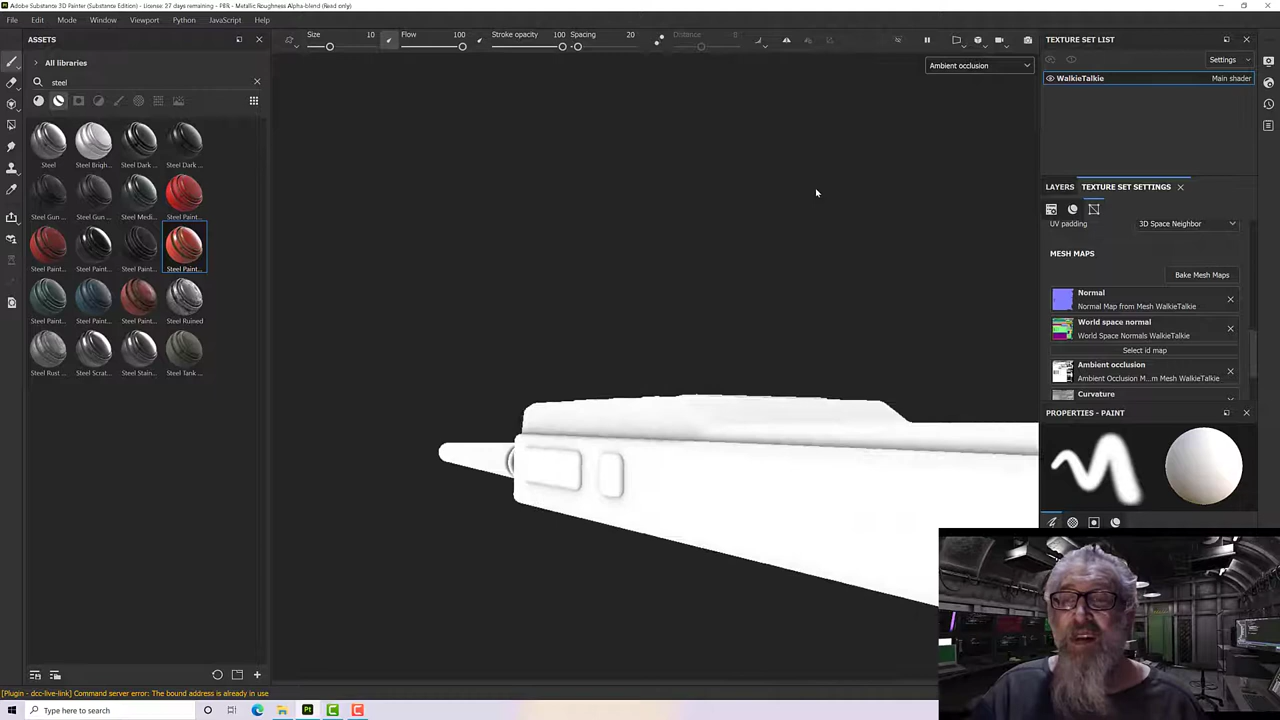 Adobe Substance 3D Painter (Substance Edition) - License: 27 days remaining - PBR - Metallic Roughness Alpha-blend (Read only)
File Edit Mode Window Viewport Python JavaScript Help
ASSETS
Size 10 Flow 100 Stroke opacity 100 Spacing 20 Distance 8
TEXTURE SET LIST
All libraries
steel
Ambient occlusion
Settings
WalkieTalkie Main shader
Steel Steel Brigh... Steel Dark ... Steel Dark ...
LAYERS TEXTURE SET SETTINGS
Steel Gun ... Steel Gun ... Steel Medi... Steel Paint...
UV padding 3D Space Neighbor
MESH MAPS
Steel Paint... Steel Paint... Steel Paint... Steel Paint...
Bake Mesh Maps
Normal
Normal Map from Mesh WalkieTalkie
Steel Paint... Steel Paint... Steel Paint... Steel Ruined
World space normal
World Space Normals WalkieTalkie
Select id map
Ambient occlusion
Ambient Occlusion M...m Mesh WalkieTalkie
Steel Rust ... Steel Scrat... Steel Stain... Steel Tank ...
Curvature
PROPERTIES - PAINT
[Plugin - dcc-live-link] Command server error: The bound address is already in use
Type here to search
Pt